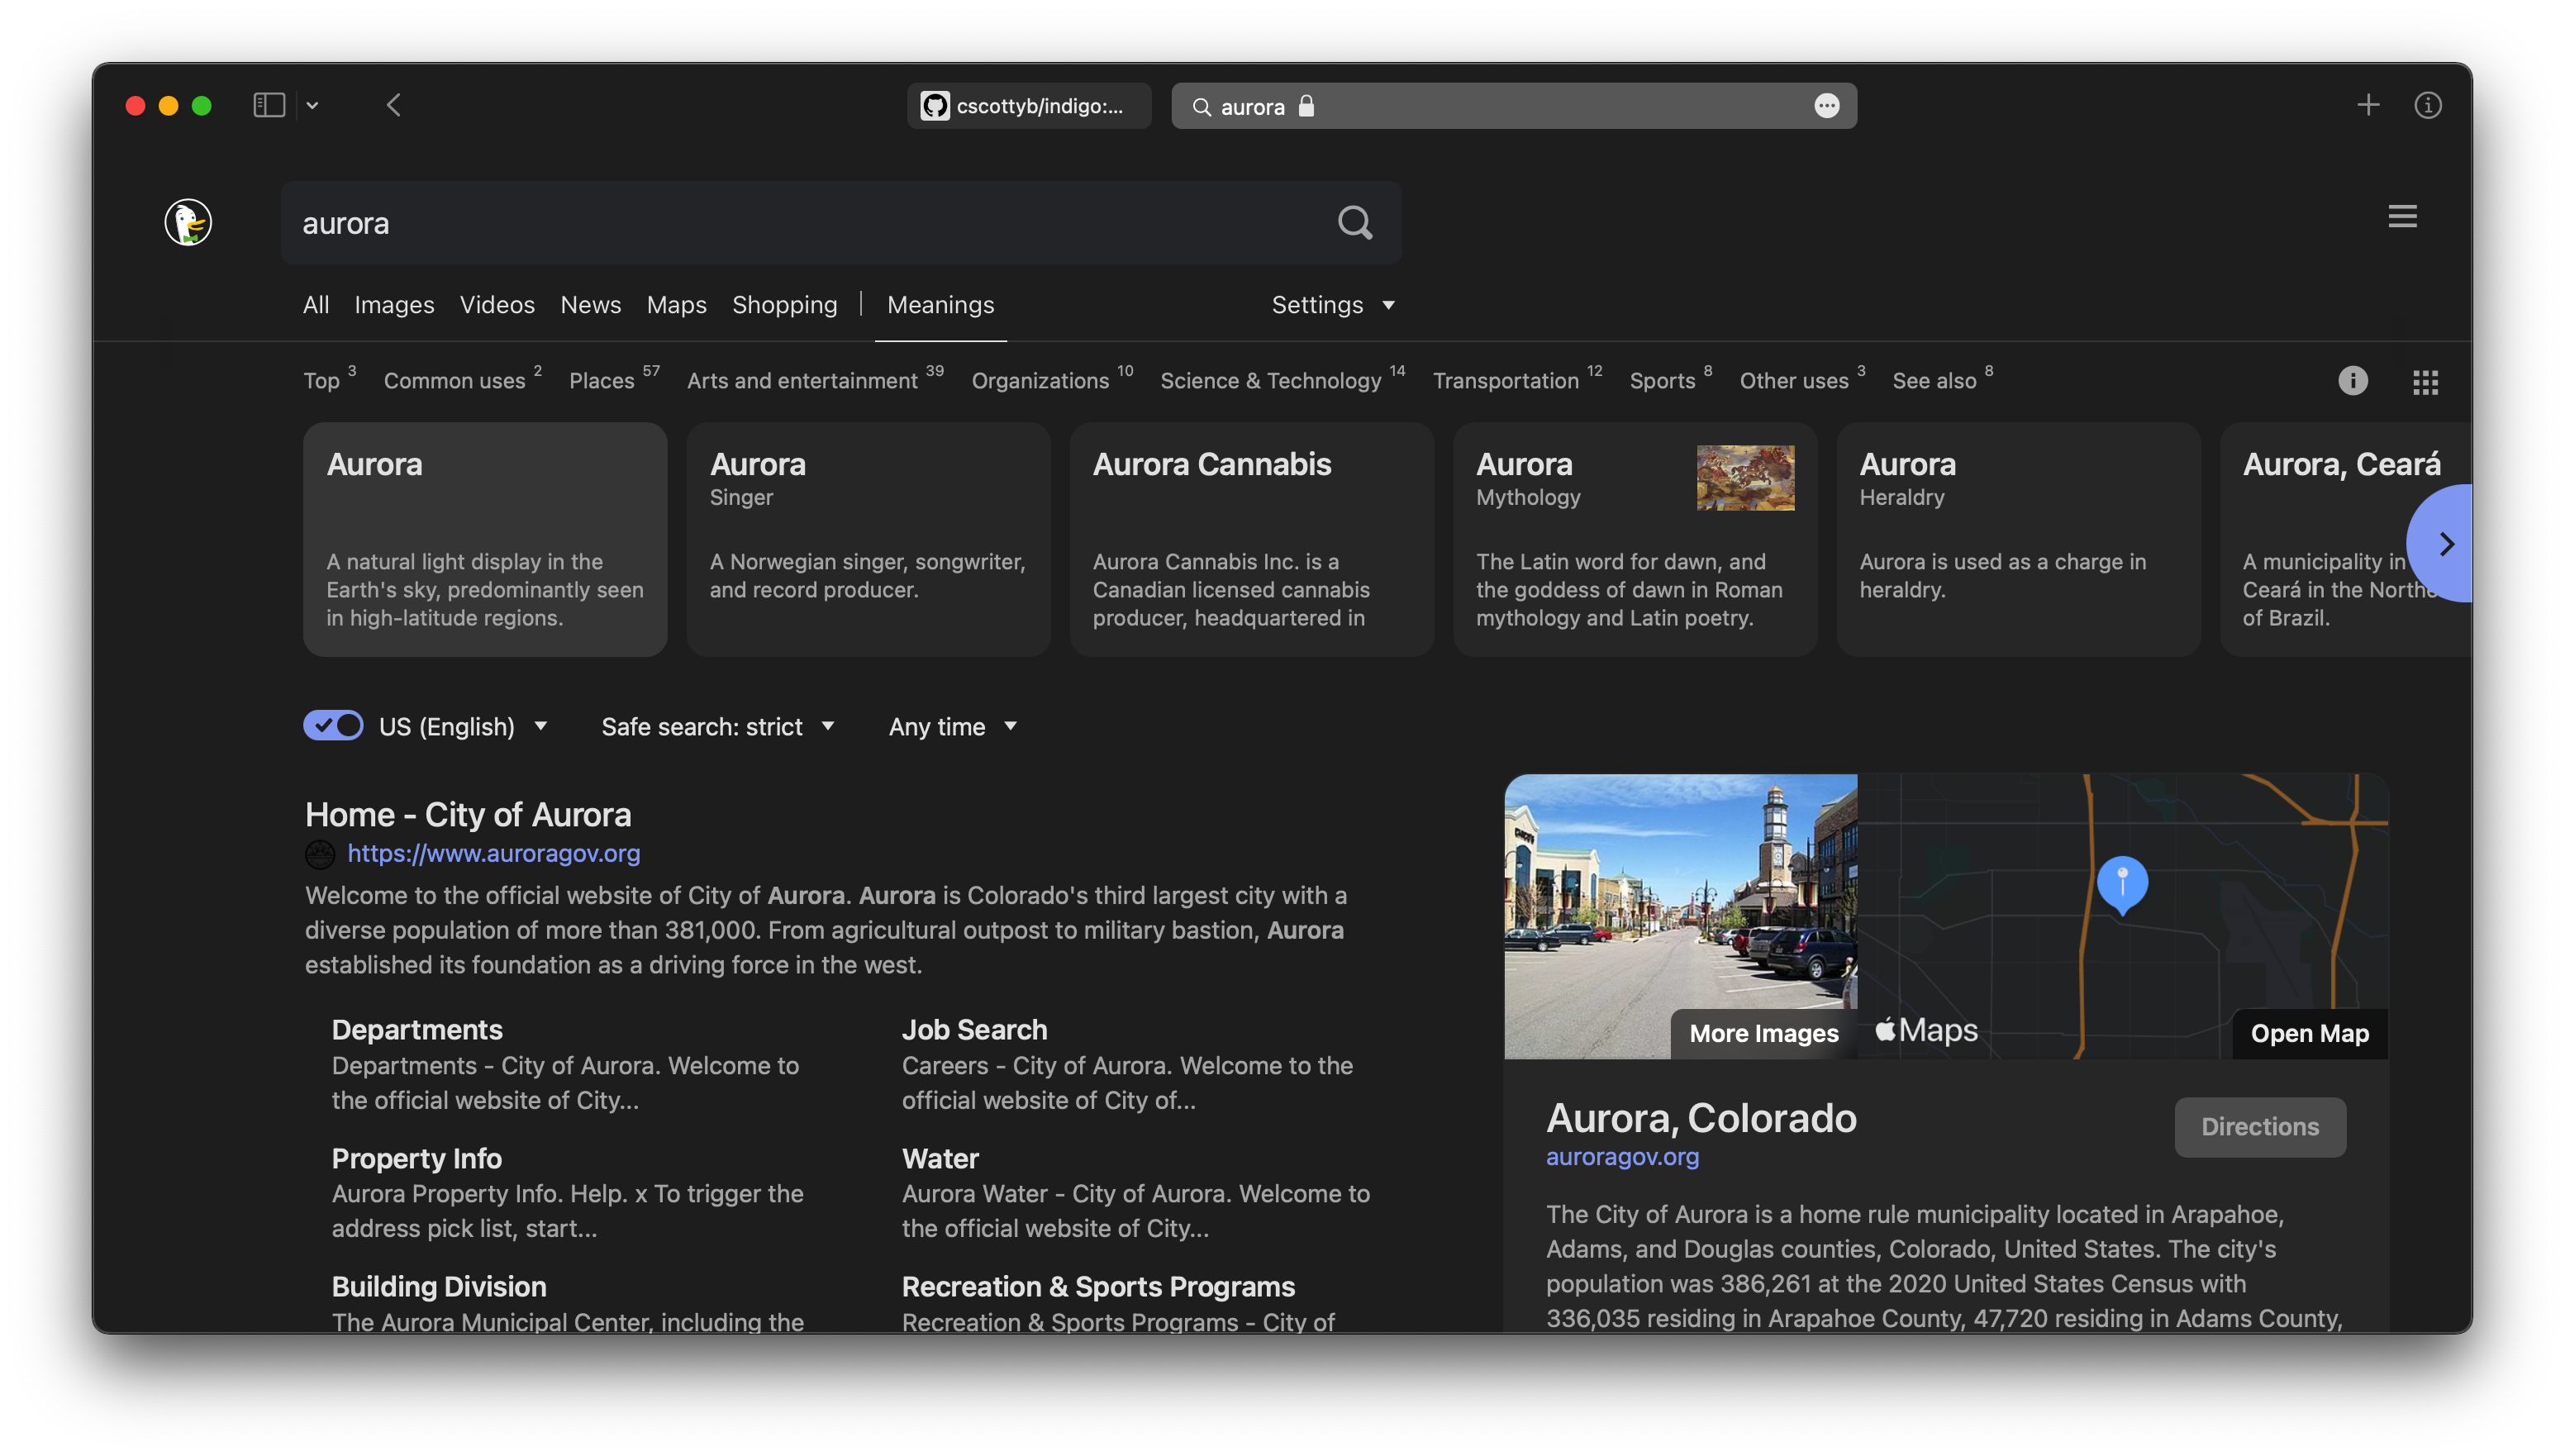 cscottyb/indigo:...
aurora
aurora
All Images Videos News Maps Shopping | Meanings Settings
Top 3 Common uses 2 Places 57 Arts and entertainment 39 Organizations 10 Science & Technology 14 Transportation 12 Sports 8 Other uses 3 See also 8
Aurora
A natural light display in the
Earth's sky, predominantly seen
in high-latitude regions.
Aurora
Singer
A Norwegian singer, songwriter,
and record producer.
Aurora Cannabis
Aurora Cannabis Inc. is a
Canadian licensed cannabis
producer, headquartered in
Aurora
Mythology
The Latin word for dawn, and
the goddess of dawn in Roman
mythology and Latin poetry.
Aurora
Heraldry
Aurora is used as a charge in
heraldry.
Aurora, Ceará
A municipality in
Ceará in the Northe
of Brazil.
US (English) Safe search: strict Any time
Home - City of Aurora
https://www.auroragov.org
Welcome to the official website of City of Aurora. Aurora is Colorado's third largest city with a
diverse population of more than 381,000. From agricultural outpost to military bastion, Aurora
established its foundation as a driving force in the west.
Departments
Departments - City of Aurora. Welcome to
the official website of City...
Job Search
Careers - City of Aurora. Welcome to the
official website of City of...
Property Info
Aurora Property Info. Help. x To trigger the
address pick list, start...
Water
Aurora Water - City of Aurora. Welcome to
the official website of City...
Building Division
The Aurora Municipal Center, including the
Recreation & Sports Programs
Recreation & Sports Programs - City of
More Images
Maps
Open Map
Aurora, Colorado
Directions
auroragov.org
The City of Aurora is a home rule municipality located in Arapahoe,
Adams, and Douglas counties, Colorado, United States. The city's
population was 386,261 at the 2020 United States Census with
336,035 residing in Arapahoe County, 47,720 residing in Adams County,